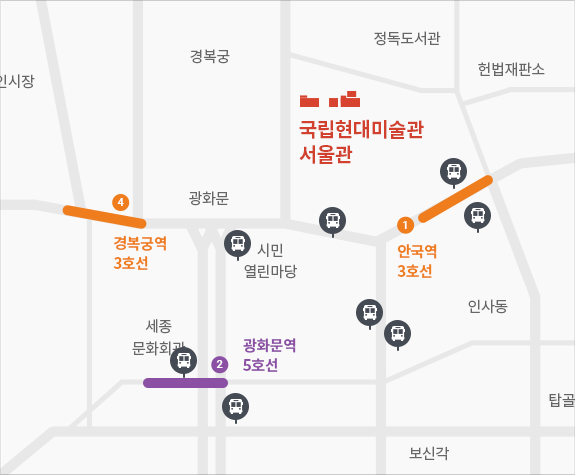 정독도서관
경복궁
헌법재판소
인시장
국립현대미술관
서울관
광화문
4
1
경복궁역
3호선
시민
열린마당
안국역
3호선
인사동
세종
문화회관
광화문역
5호선
2
탑골
보신각